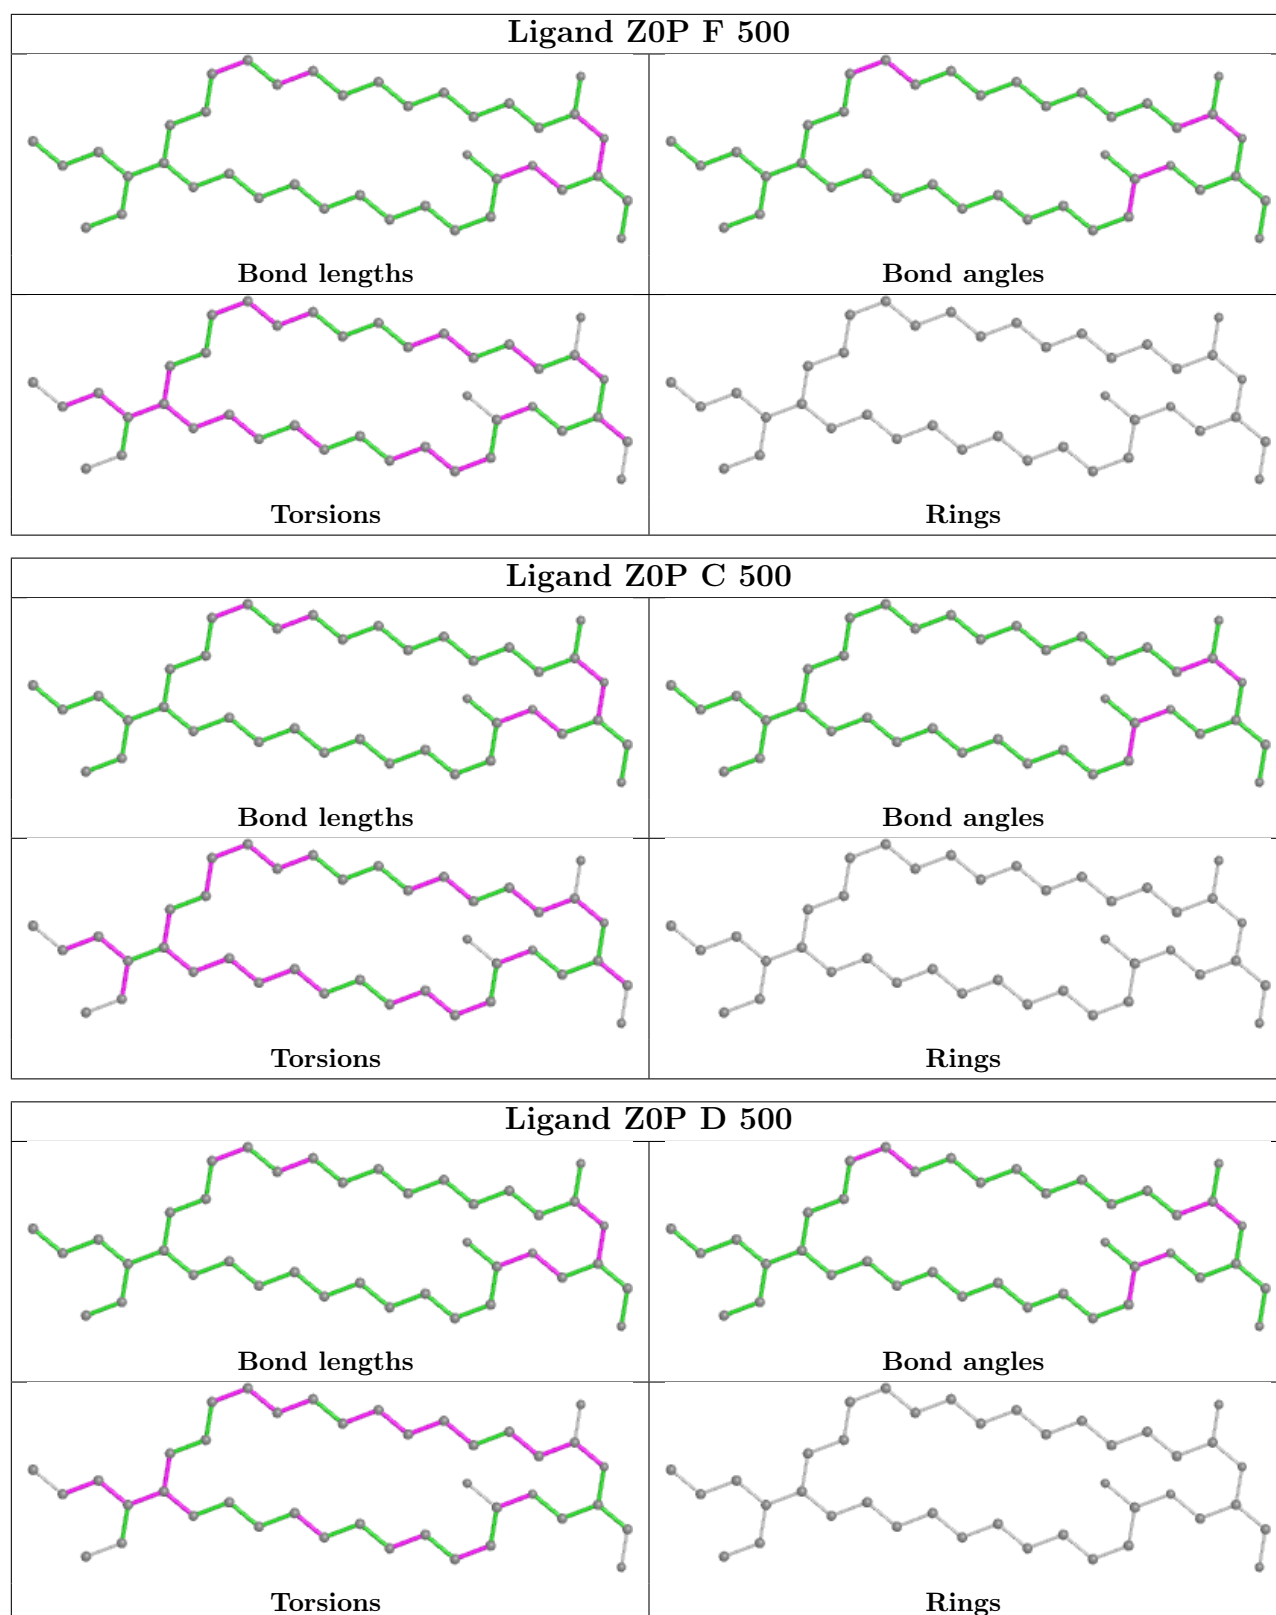 Ligand Z0P F 500
Bond lengths
Bond angles
Torsions
Rings
Ligand Z0P C 500
Bond lengths
Bond angles
Torsions
Rings
Ligand Z0P D 500
Bond lengths
Bond angles
Torsions
Rings